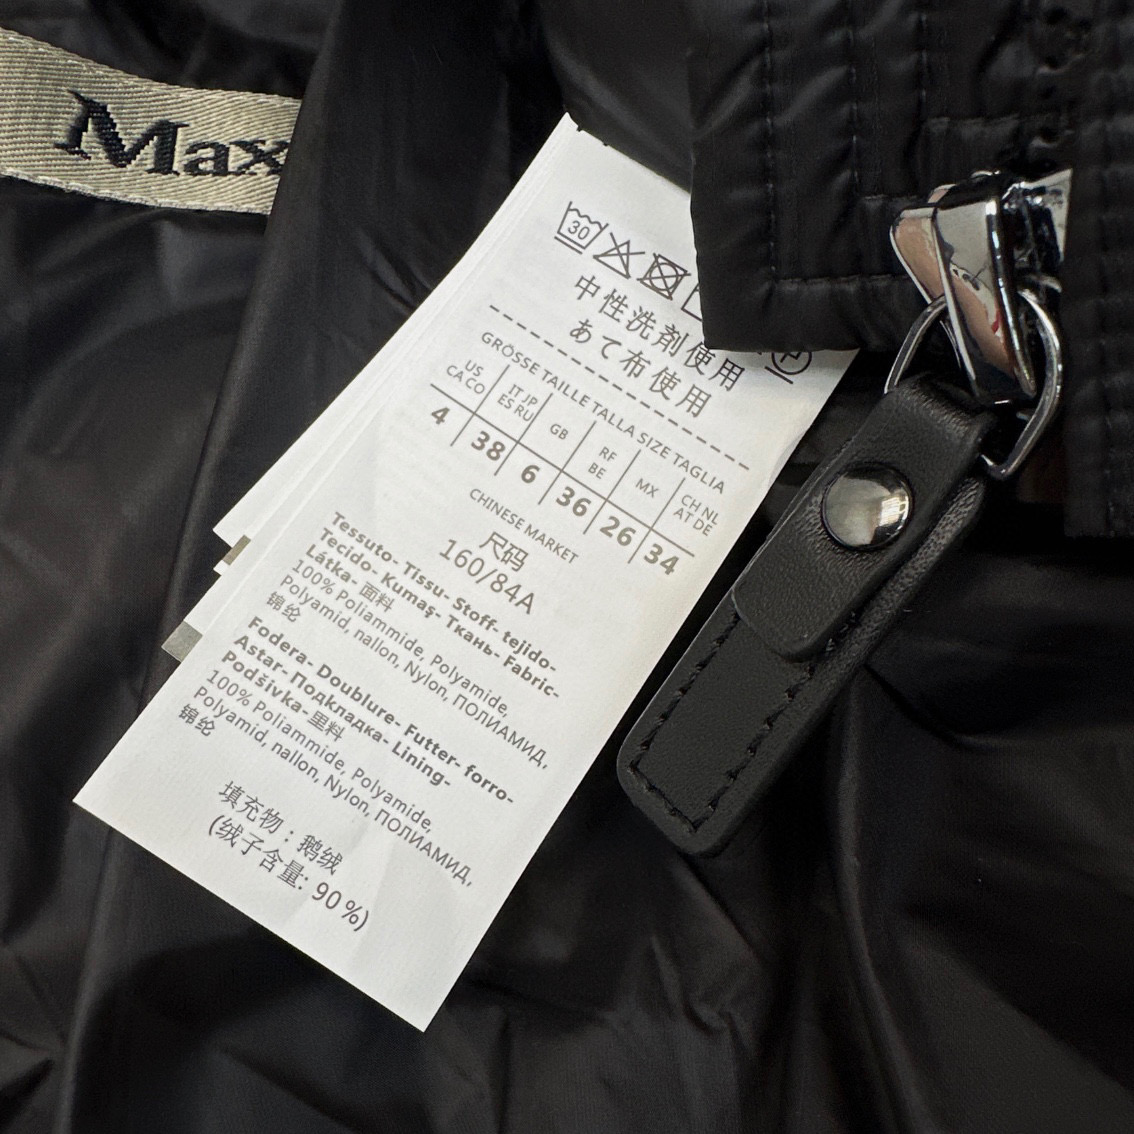 Max
30
中性洗剤使用
あて布使用
P
GRÖSSE TAILLE TALLA SIZE TAGLIA
US
CA CO
IT JP
ES RU
GB
RF
BE
MX
CH NL
AT DE
4
38
6
36
26
34
CHINESE MARKET
尺码
160/84A
Tessuto- Tissu- Stoff- tejido-
Tecido- Kumaş- Ткань- Fabric-
Látka- 面料
100% Poliammide, Polyamide,
Polyamid, nallon, Nylon, ПОЛИАМИД,
锦纶
Fodera- Doublure- Futter- forro-
Astar- Подкладка- Lining-
Podšivka- 里料
100% Poliammide, Polyamide,
Polyamid, nallon, Nylon, ПОЛИАМИД,
锦纶
填充物：鹅绒
(绒子含量: 90%)